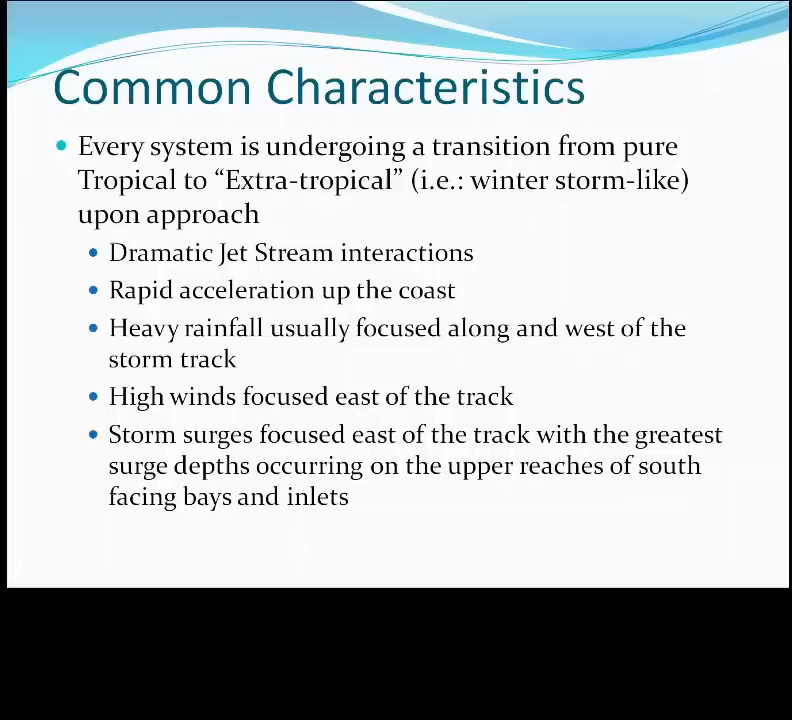 Common Characteristics
• Every system is undergoing a transition from pure
Tropical to “Extra-tropical” (i.e.: winter storm-like)
upon approach
• Dramatic Jet Stream interactions
• Rapid acceleration up the coast
• Heavy rainfall usually focused along and west of the
storm track
• High winds focused east of the track
• Storm surges focused east of the track with the greatest
surge depths occurring on the upper reaches of south
facing bays and inlets